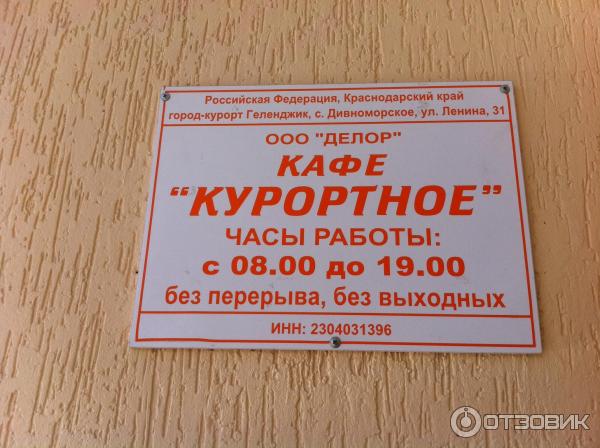 Российская Федерация, Краснодарский край
город-курорт Геленджик, с. Дивноморское, ул. Ленина, 31
ООО "ДЕЛОР"
КАФЕ
“КУРОРТНОЕ”
ЧАСЫ РАБОТЫ:
с 08.00 до 19.00
без перерыва, без выходных
ИНН: 2304031396
ОТЗОВИК